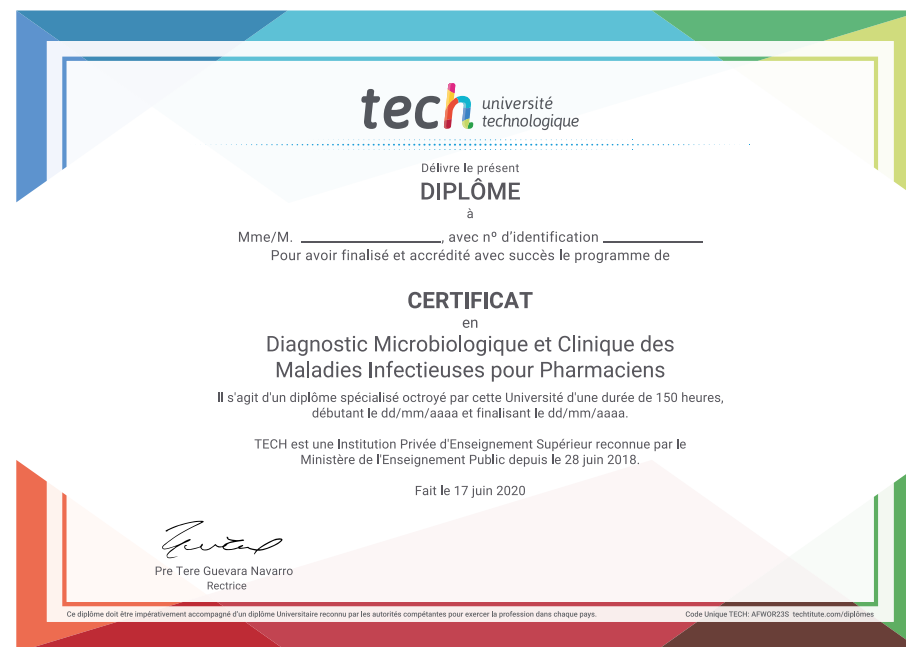 tech université
technologique
Délivre le présent
DIPLÔME
à
Mme/M. ____________________, avec nº d'identification ______________
Pour avoir finalisé et accrédité avec succès le programme de
CERTIFICAT
en
Diagnostic Microbiologique et Clinique des
Maladies Infectieuses pour Pharmaciens
Il s'agit d'un diplôme spécialisé octroyé par cette Université d'une durée de 150 heures,
débutant le dd/mm/aaaa et finalisant le dd/mm/aaaa.
TECH est une Institution Privée d'Enseignement Supérieur reconnue par le
Ministère de l'Enseignement Public depuis le 28 juin 2018.
Fait le 17 juin 2020
Pre Tere Guevara Navarro
Rectrice
Ce diplôme doit être impérativement accompagné d'un diplôme Universitaire reconnu par les autorités compétantes pour exercer la profession dans chaque pays.
Code Unique TECH: AFWOR23S techtitute.com/diplômes